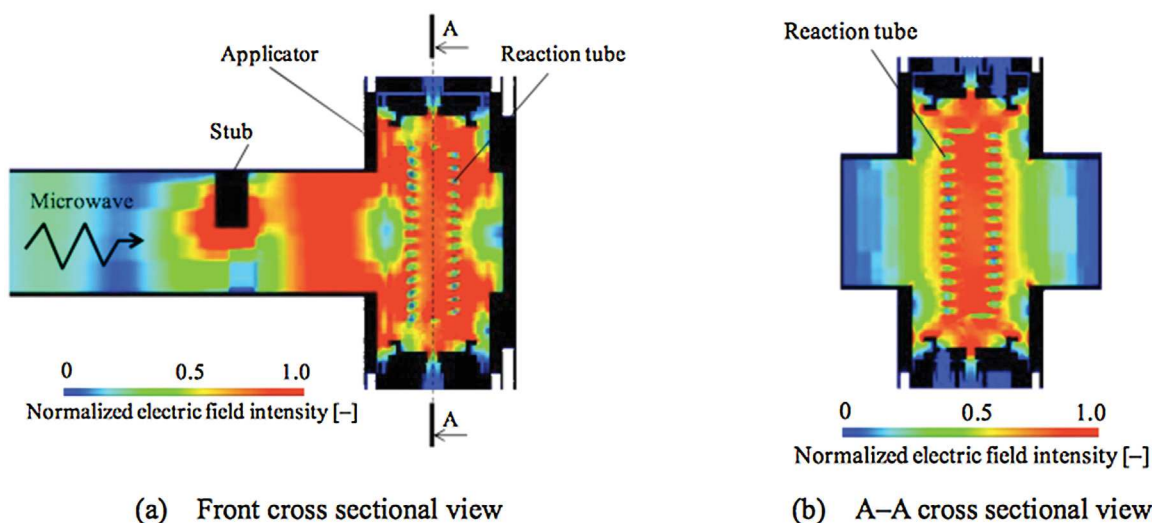 A
Applicator
Reaction tube
Stub
Microwave
0 0.5 1.0
Normalized electric field intensity [–]
A
(a) Front cross sectional view
Reaction
tube
0 0.5 1.0
Normalized electric field intensity [–]
(b) A–A cross sectional view